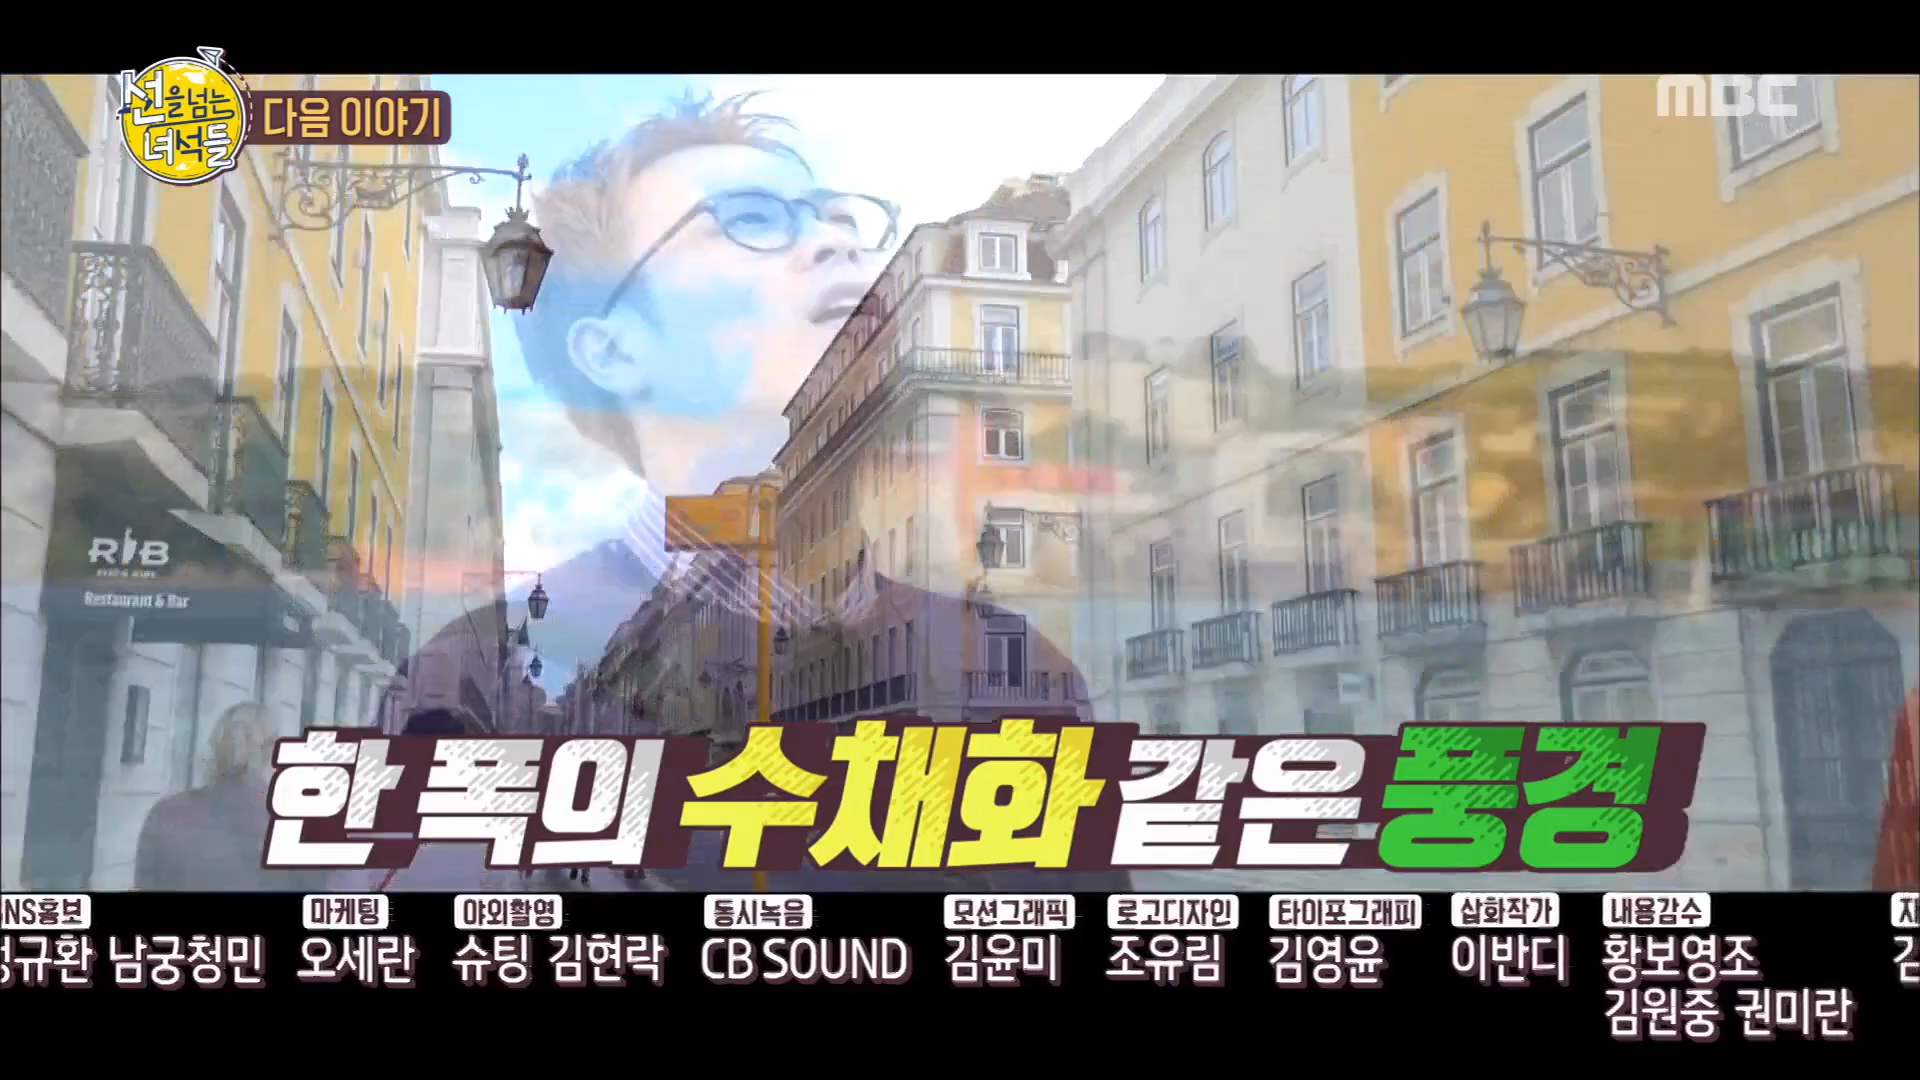 선을 넘는
녀석들
다음 이야기
MBC
RIB
Restaurant & Bar
한 폭의 수채화 같은 풍경
SNS홍보 마케팅 야외촬영 동시녹음 모션그래픽 로고디자인 타이포그래피 삽화작가 내용감수
남궁청민 오세란 슈팅 김현락 CB SOUND 김윤미 조유림 김영윤 이반디 황보영조
김원중 권미란